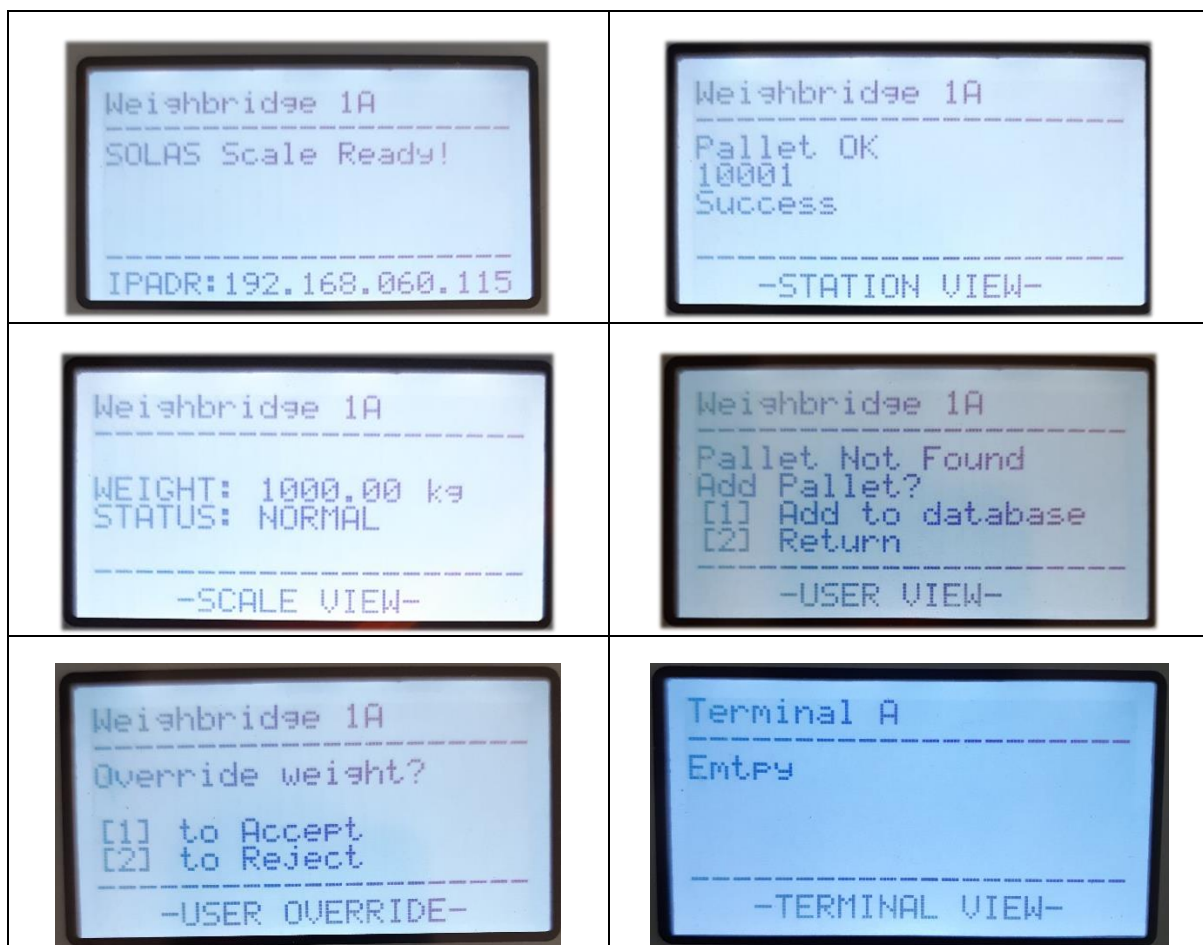 Weighbridge 1A
SOLAS Scale Ready!
IPADR:192.168.060.115
Weighbridge 1A
Pallet OK
10001
Success
-STATION VIEW-
Weighbridge 1A
WEIGHT: 1000.00 kg
STATUS: NORMAL
-SCALE VIEW-
Weighbridge 1A
Pallet Not Found
Add Pallet?
[1] Add to database
[2] Return
-USER VIEW-
Weighbridge 1A
Override weight?
[1] to Accept
[2] to Reject
-USER OVERRIDE-
Terminal A
Emtpy
-TERMINAL VIEW-